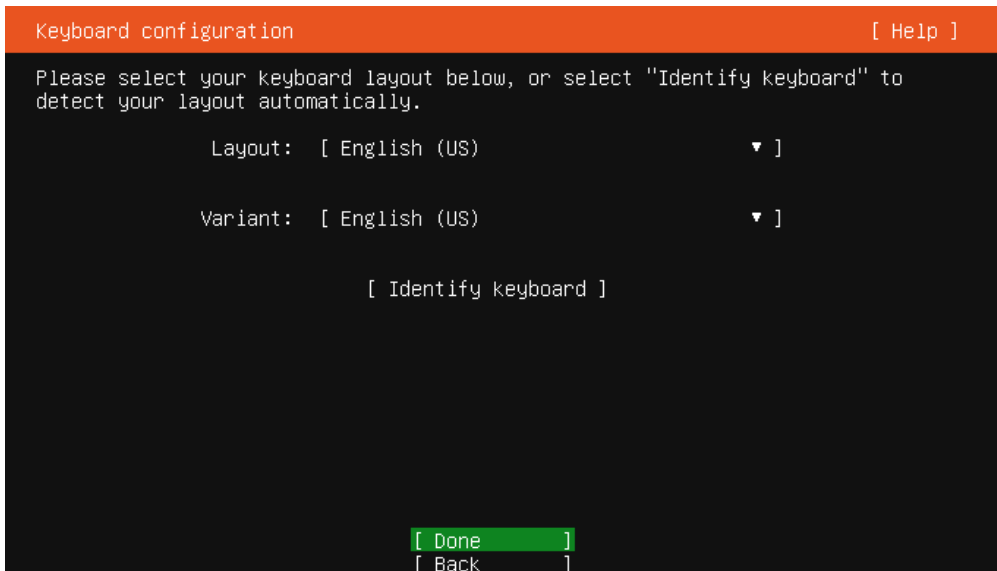 Keyboard configuration [ Help ]
Please select your keyboard layout below, or select "Identify keyboard" to
detect your layout automatically.
Layout: [ English (US) ▾ ]
Variant: [ English (US) ▾ ]
[ Identify keyboard ]
[ Done ]
[ Back ]